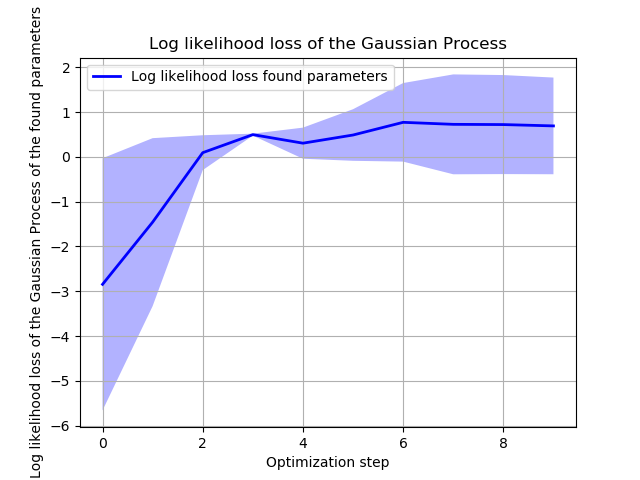 Log likelihood loss of the Gaussian Process
Log likelihood loss of the Gaussian Process of the found parameters
Log likelihood loss found parameters
2
1
0
−1
−2
−3
−4
−5
−6
0 2 4 6 8
Optimization step